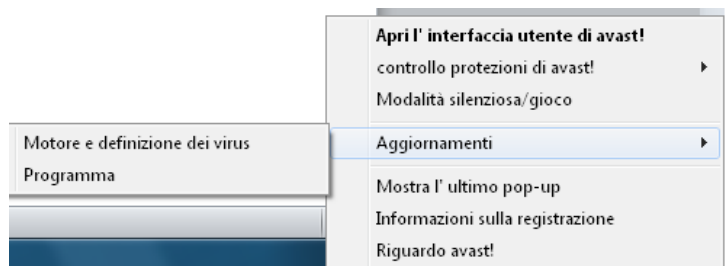 Apri l' interfaccia utente di avast!
controllo protezioni di avast!
Modalità silenziosa/gioco
Aggiornamenti
Motore e definizione dei virus
Programma
Mostra l' ultimo pop-up
Informazioni sulla registrazione
Riguardo avast!